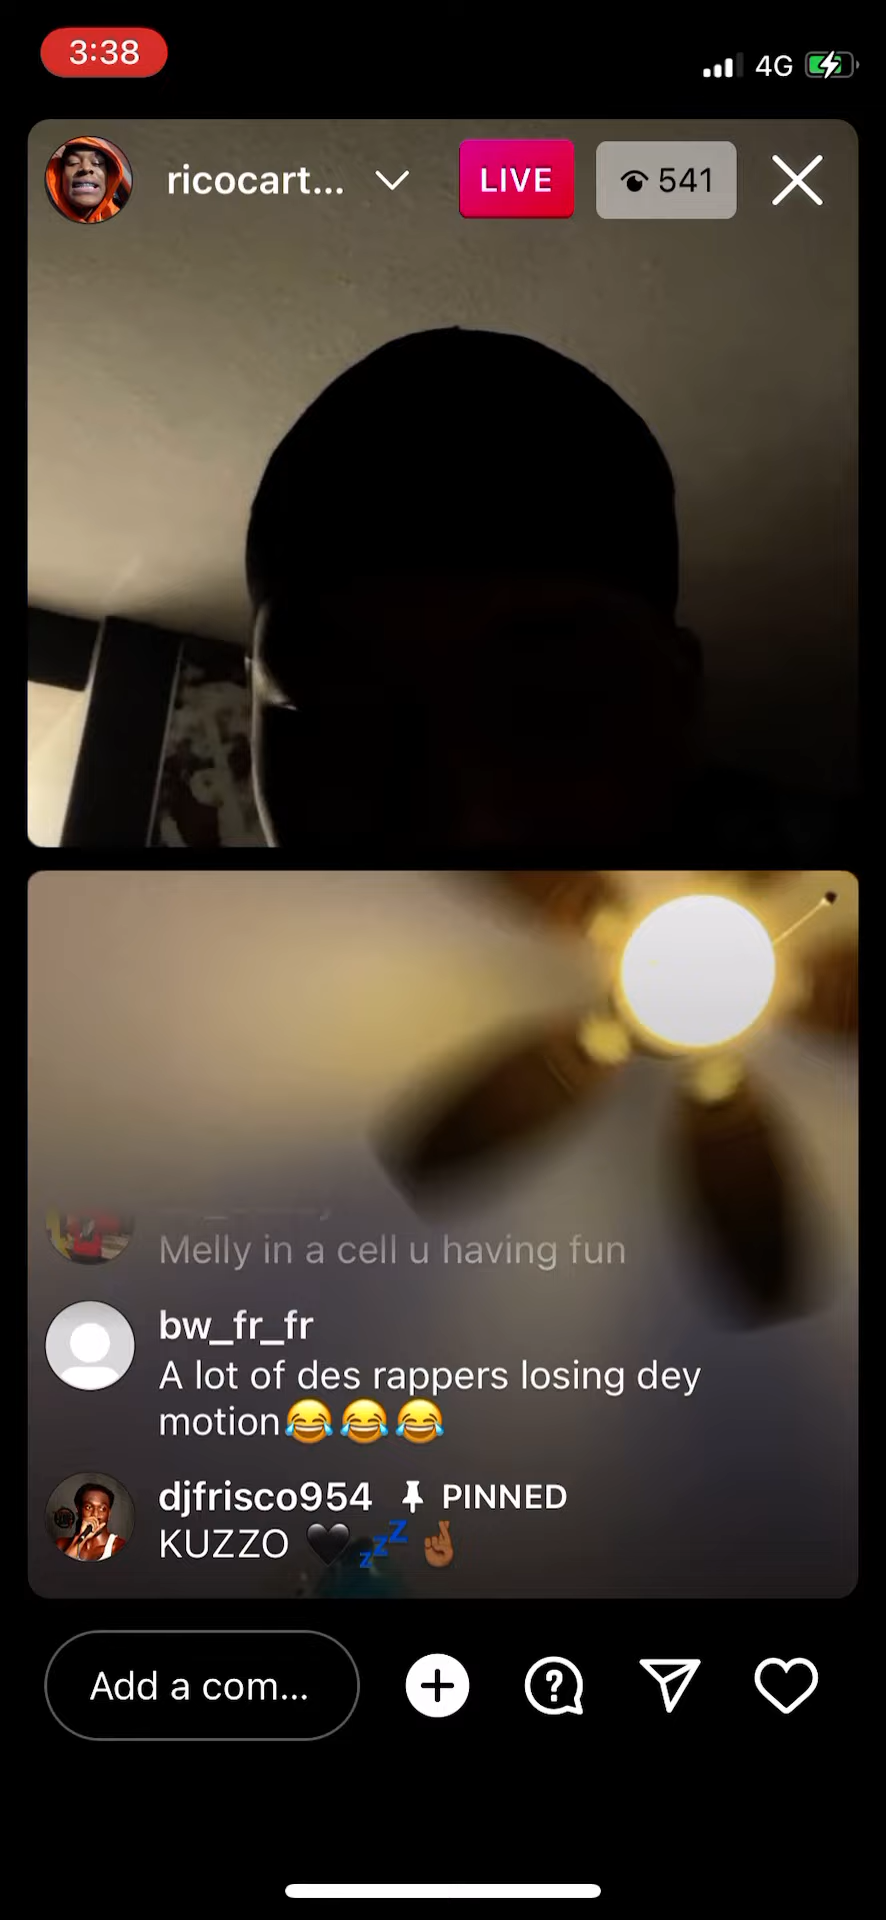 3:38
4G
ricocart...
LIVE
541
Melly in a cell u having fun
bw_fr_fr
A lot of des rappers losing dey
motion😂😂😂
djfrisco954 PINNED
KUZZO 🖤💤🤞🏾
Add a com...